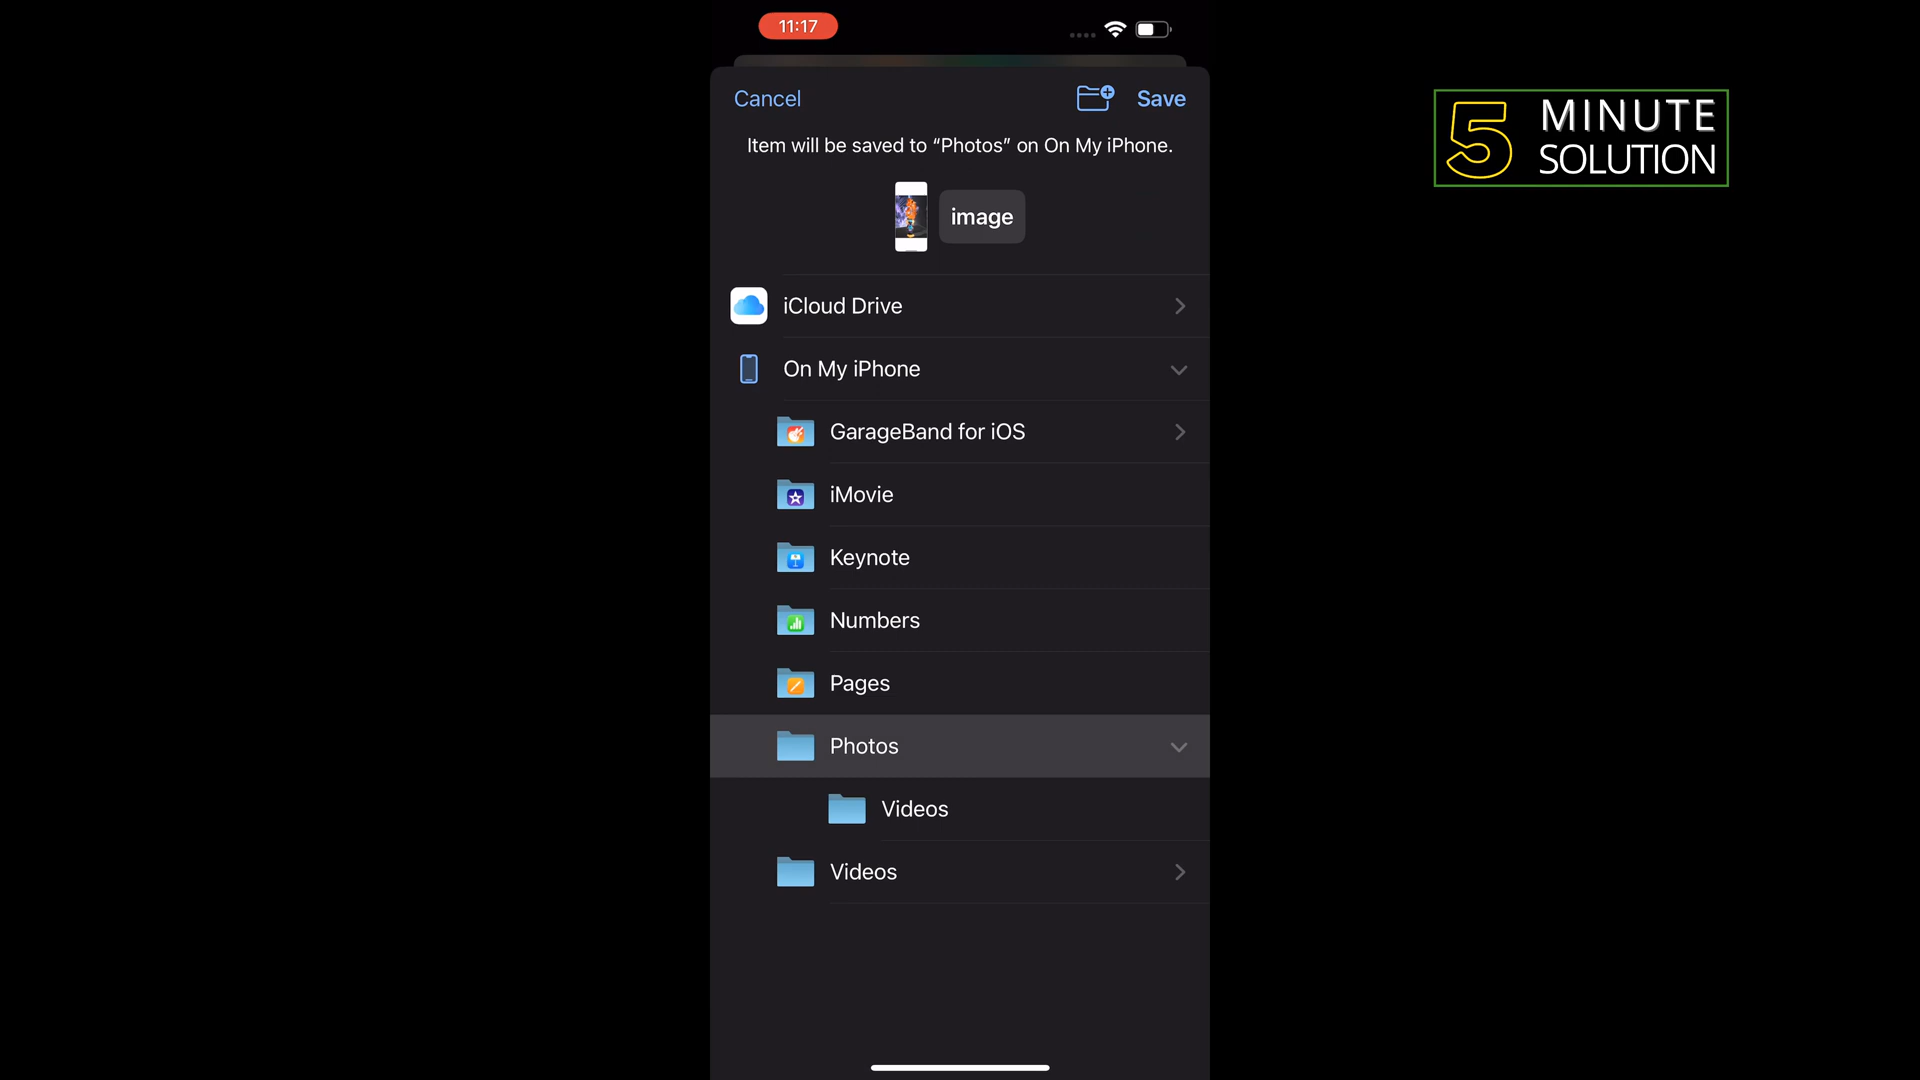 11:17
Cancel
Save
Item will be saved to “Photos” on On My iPhone.
image
iCloud Drive
On My iPhone
GarageBand for iOS
iMovie
Keynote
Numbers
Pages
Photos
Videos
Videos
5 MINUTE
SOLUTION